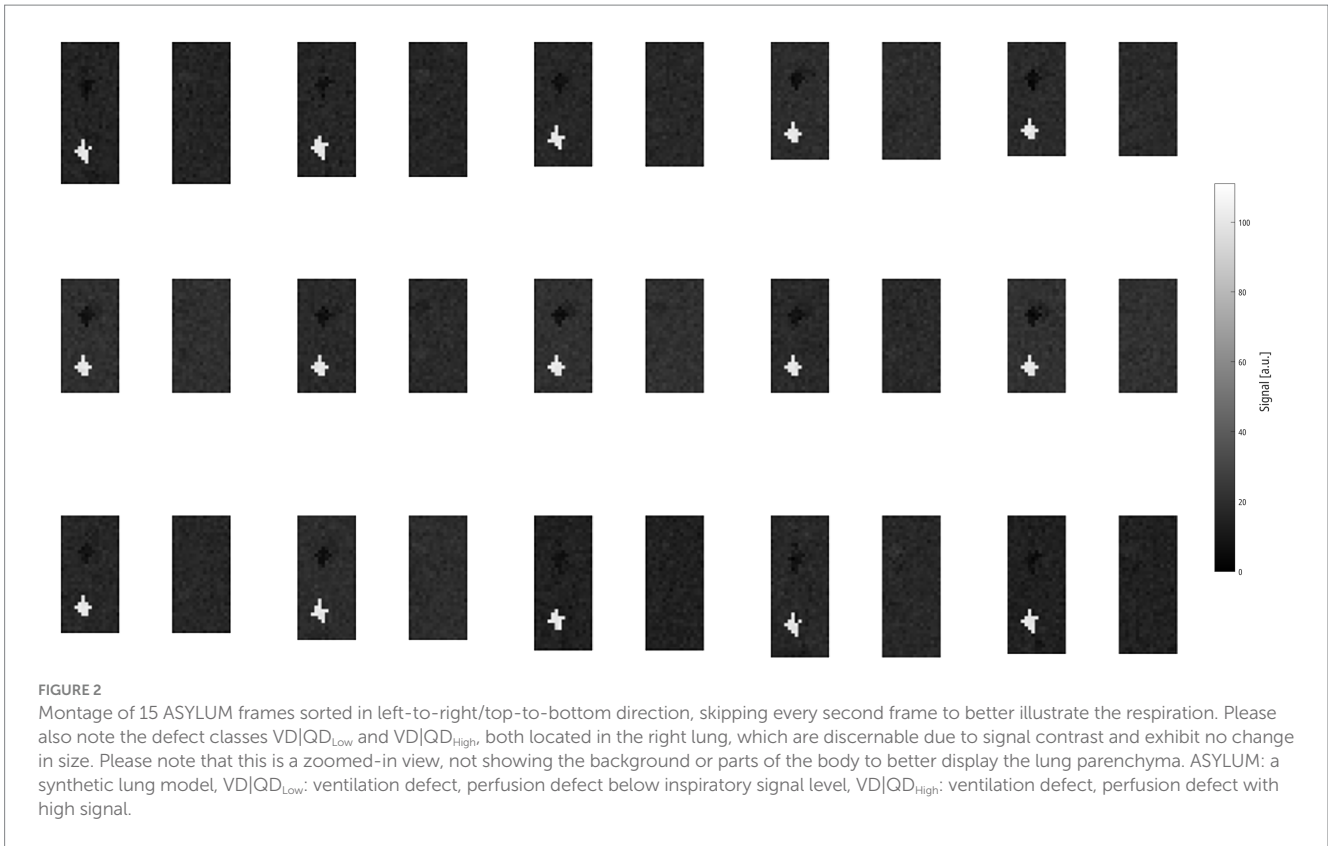 100
80
60
40
20
0
Signal [a.u.]
FIGURE 2
Montage of 15 ASYLUM frames sorted in left-to-right/top-to-bottom direction, skipping every second frame to better illustrate the respiration. Please
also note the defect classes VD|QDLow and VD|QDHigh, both located in the right lung, which are discernable due to signal contrast and exhibit no change
in size. Please note that this is a zoomed-in view, not showing the background or parts of the body to better display the lung parenchyma. ASYLUM: a
synthetic lung model, VD|QDLow: ventilation defect, perfusion defect below inspiratory signal level, VD|QDHigh: ventilation defect, perfusion defect with
high signal.